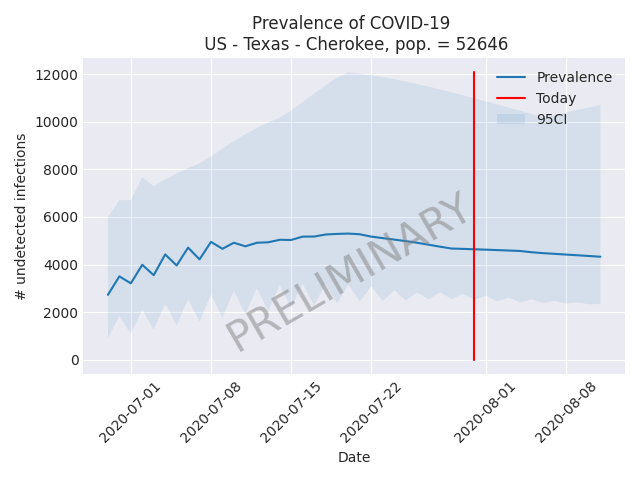 Prevalence of COVID-19
US - Texas - Cherokee, pop. = 52646
12000
10000
8000
6000
4000
2000
0
# undetected infections
Prevalence
Today
95CI
PRELIMINARY
2020-07-01
2020-07-08
2020-07-15
2020-07-22
2020-08-01
2020-08-08
Date